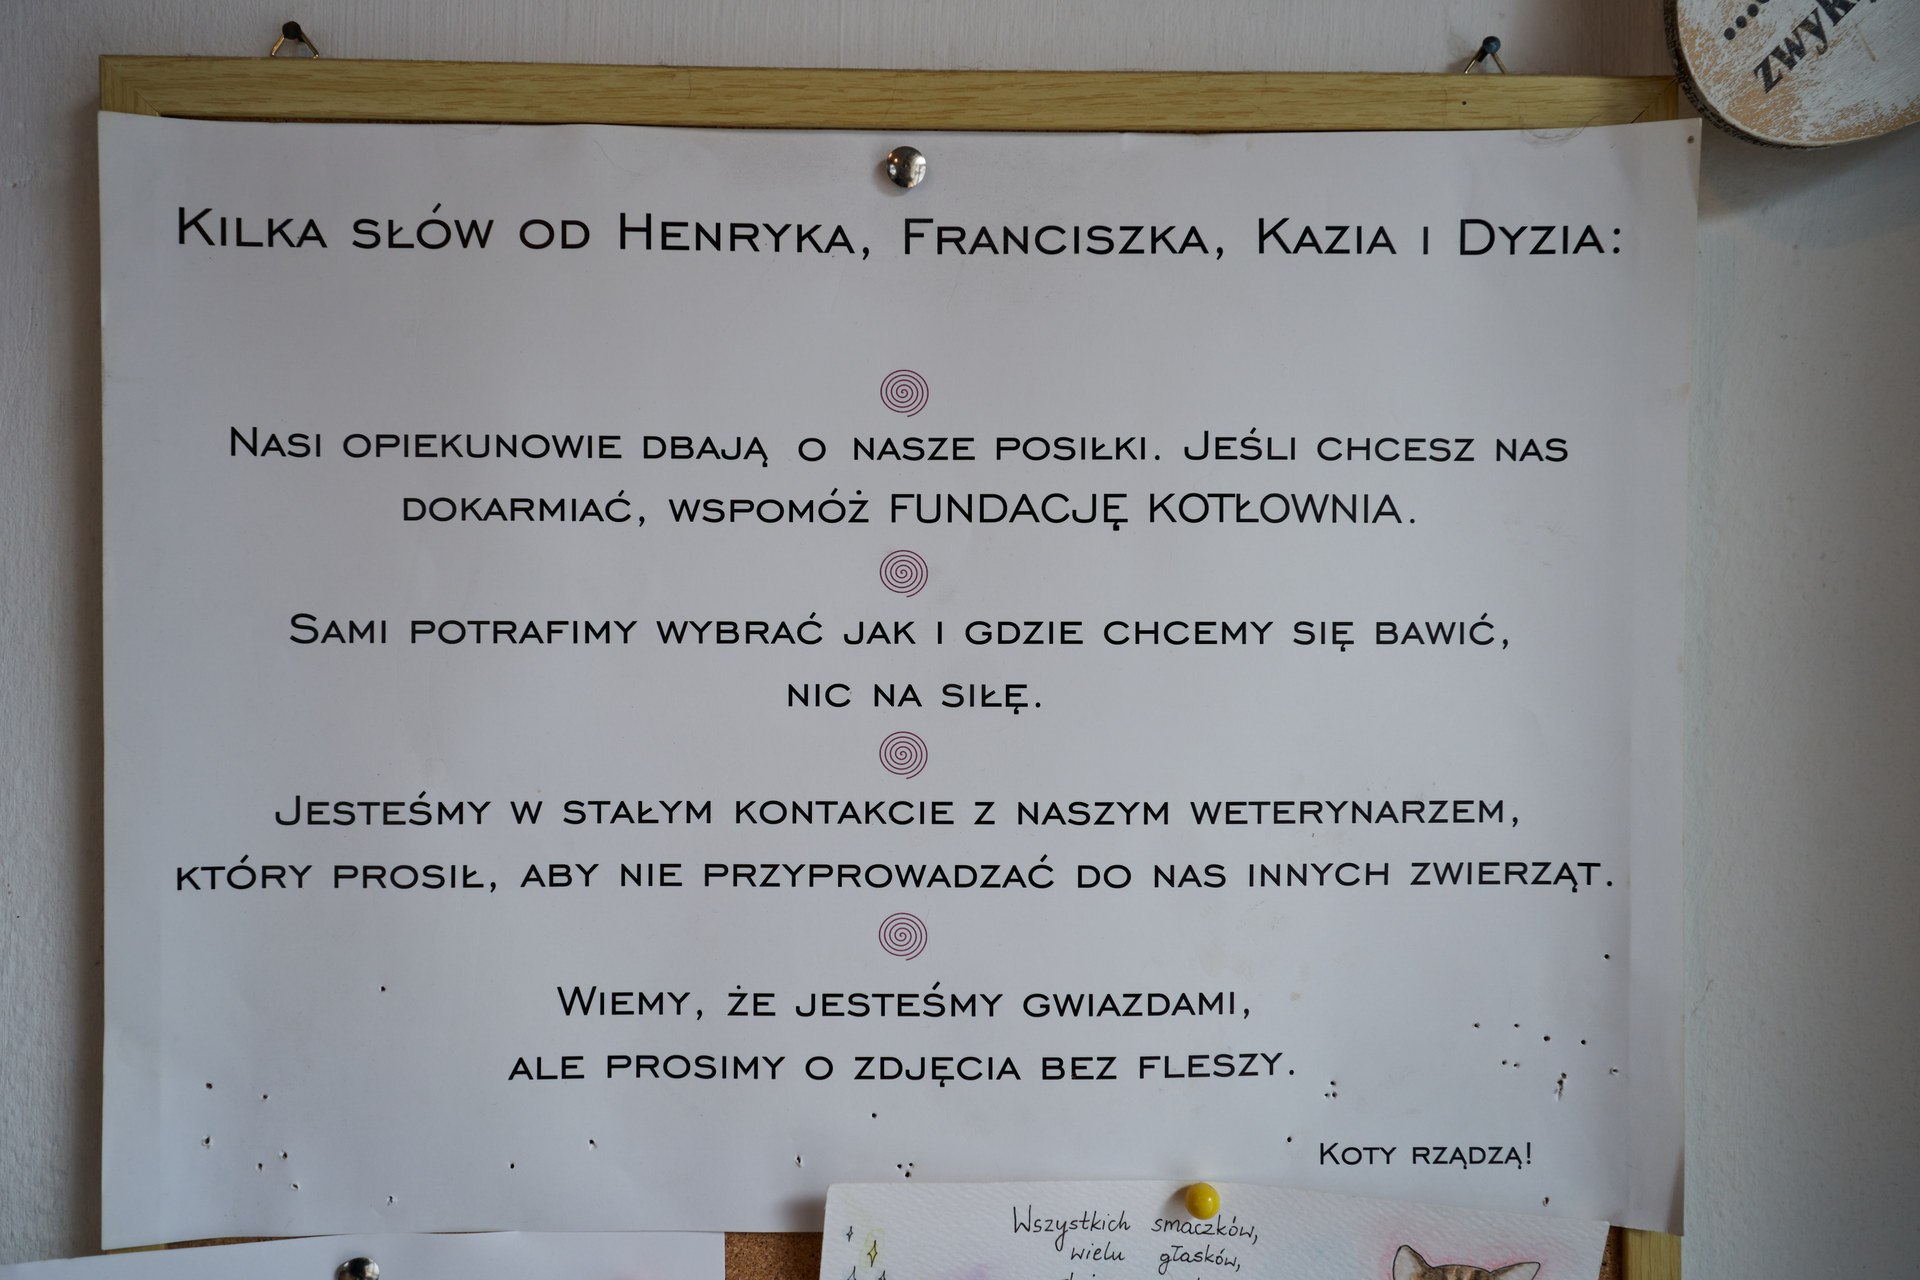 KILKA SŁÓW OD HENRYKA, FRANCISZKA, KAZIA I DYZIA:
NASI OPIEKUNOWIE DBAJĄ O NASZE POSIŁKI. JEŚLI CHCESZ NAS
DOKARMIAĆ, WSPOMÓŻ FUNDACJĘ KOTŁOWNIA.
SAMI POTRAFIMY WYBRAĆ JAK I GDZIE CHCEMY SIĘ BAWIĆ,
NIC NA SIŁĘ.
JESTEŚMY W STAŁYM KONTAKCIE Z NASZYM WETERYNARZEM,
KTÓRY PROSIŁ, ABY NIE PRZYPROWADZAĆ DO NAS INNYCH ZWIERZĄT.
WIEMY, ŻE JESTEŚMY GWIAZDAMI,
ALE PROSIMY O ZDJĘCIA BEZ FLESZY.
KOTY RZĄDZĄ!
Wszystkich smaczków,
wielu głasków,